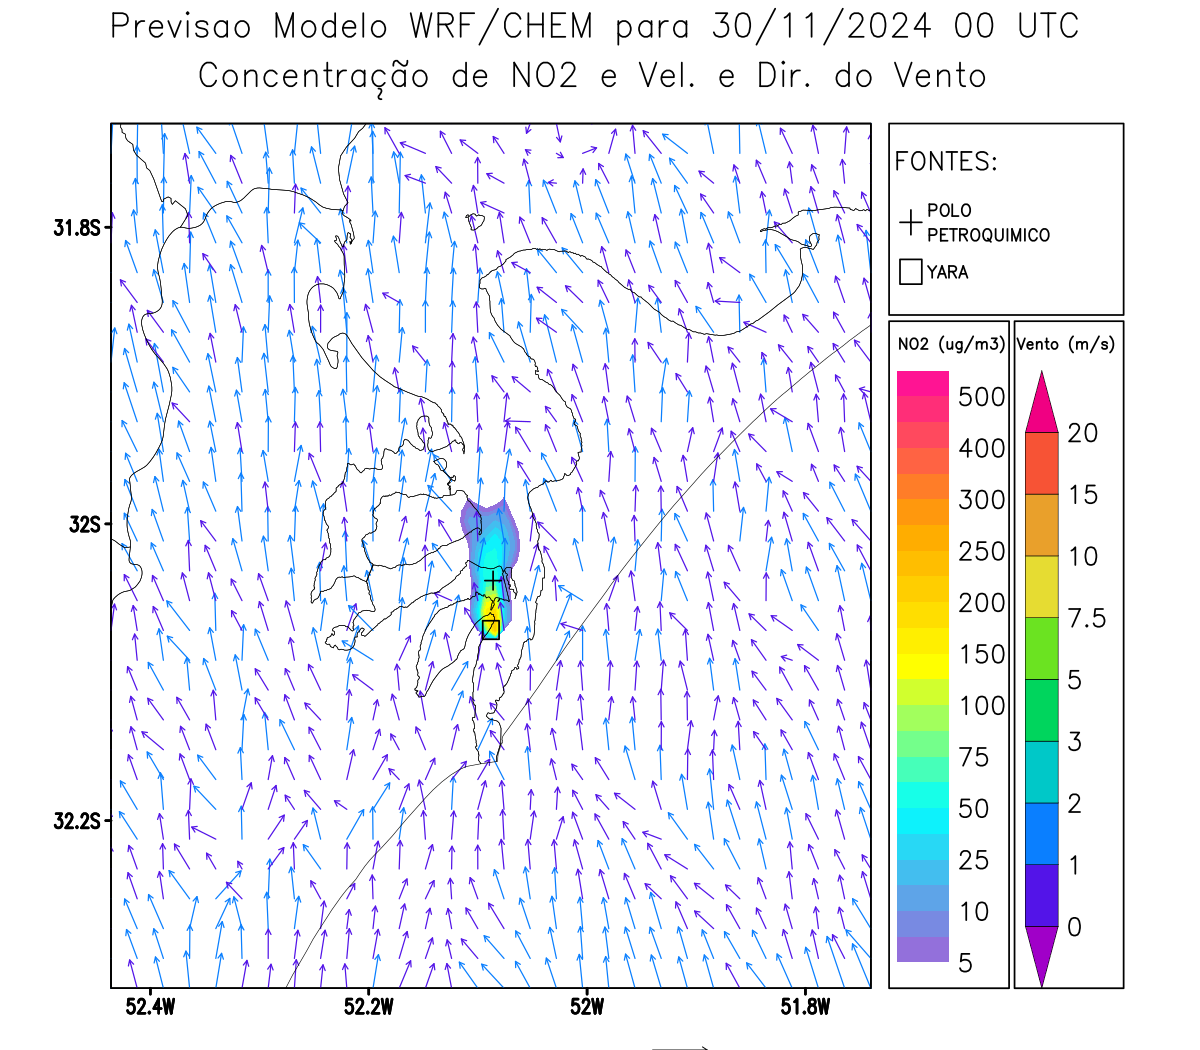 Previsao Modelo WRF/CHEM para 30/11/2024 00 UTC
Concentração de NO2 e Vel. e Dir. do Vento
FONTES:
POLO
PETROQUIMICO
YARA
NO2 (ug/m3)
500
400
300
250
200
150
100
75
50
25
10
5
Vento (m/s)
20
15
10
7.5
5
3
2
1
0
31.8S
32S
32.2S
52.4W
52.2W
52W
51.8W